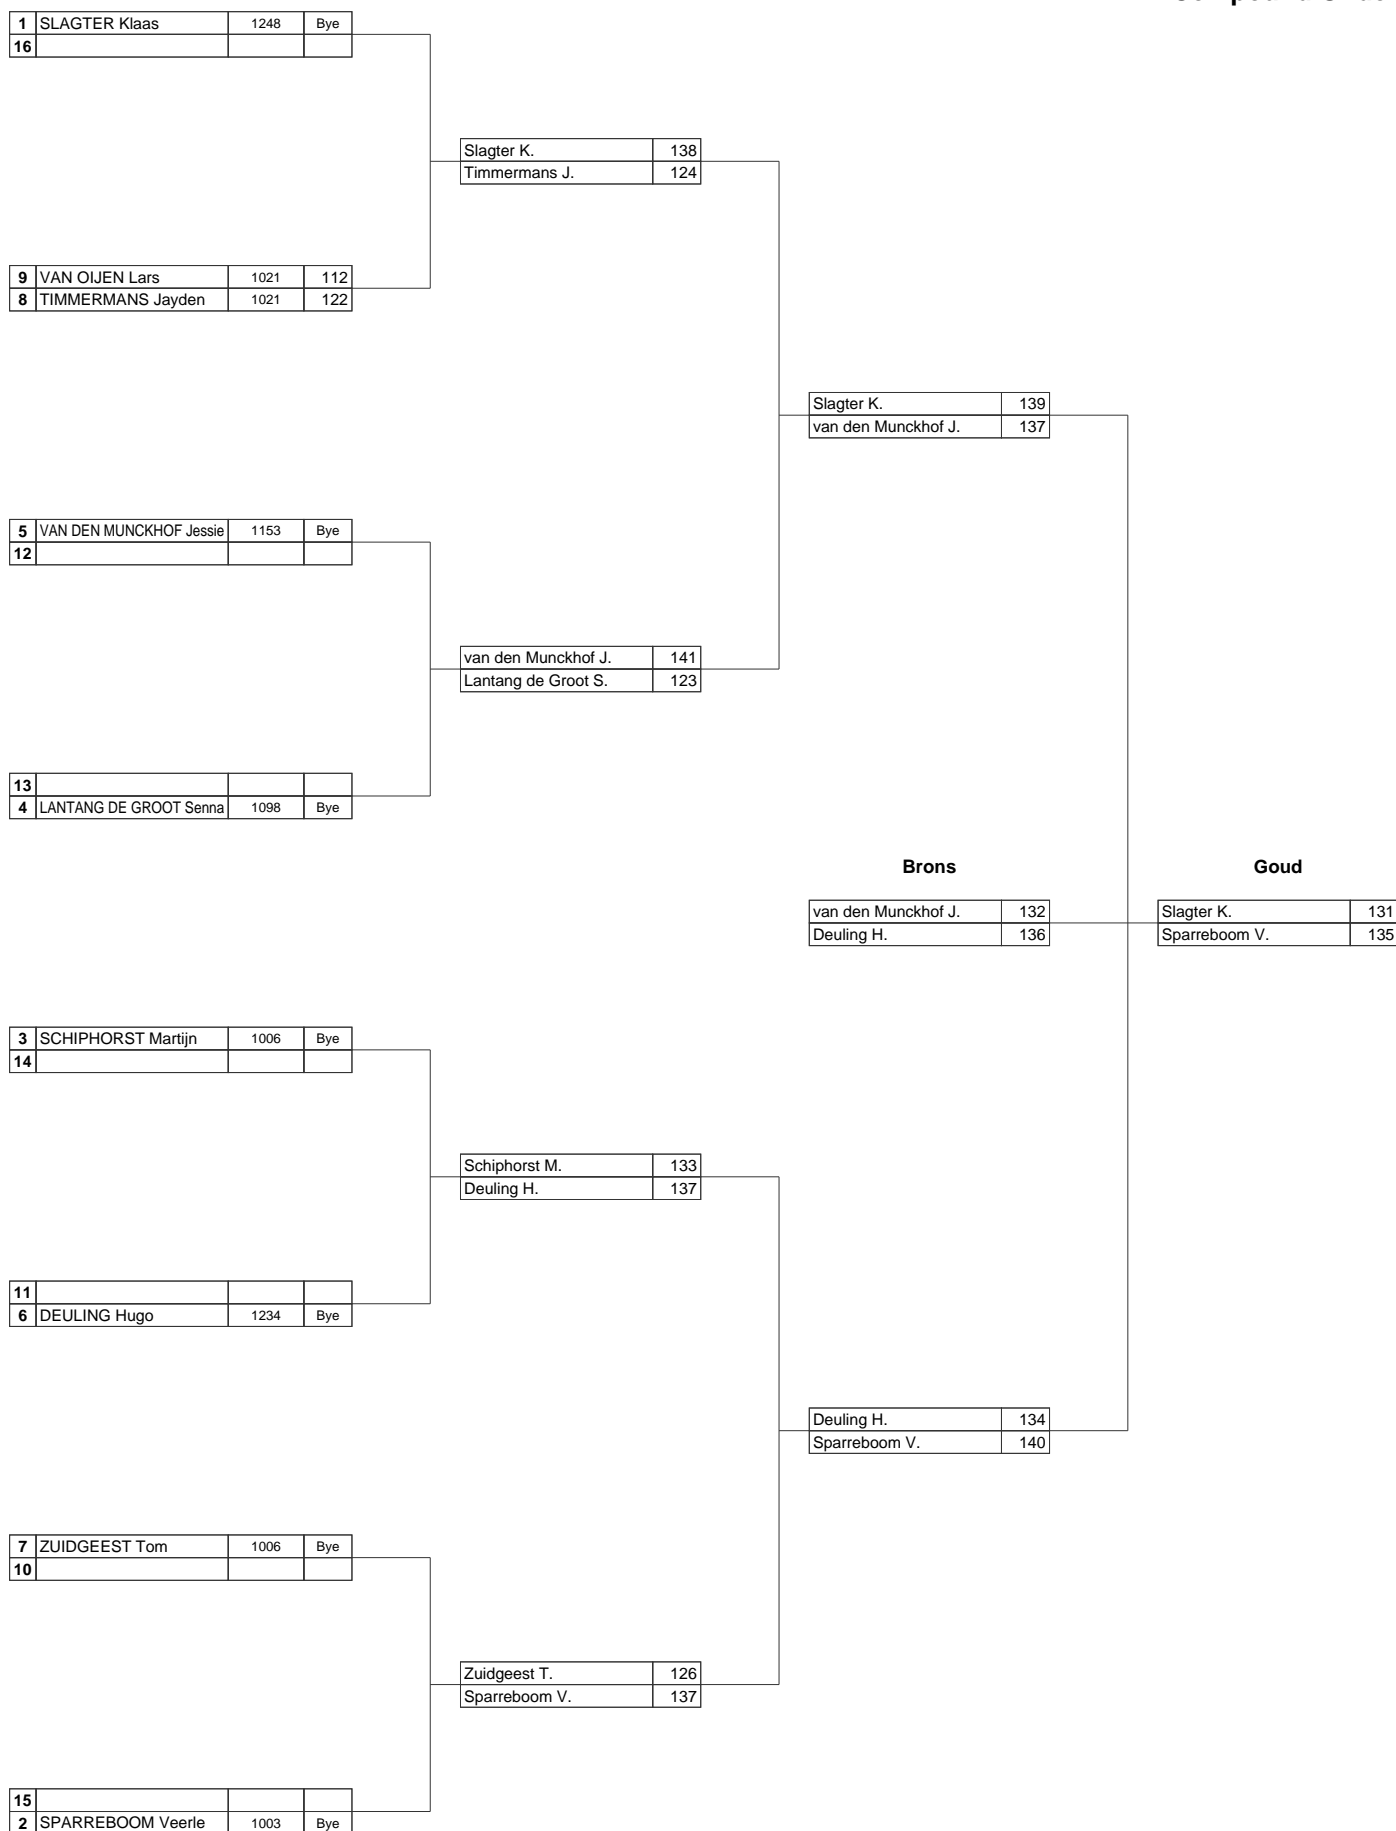 1 SLAGTER Klaas 1248 Bye
16
Slagter K. 138
Timmermans J. 124
9 VAN OIJEN Lars 1021 112
8 TIMMERMANS Jayden 1021 122
Slagter K. 139
van den Munckhof J. 137
5 VAN DEN MUNCKHOF Jessie 1153 Bye
12
van den Munckhof J. 141
Lantang de Groot S. 123
13
4 LANTANG DE GROOT Senna 1098 Bye
Brons Goud
van den Munckhof J. 132 Slagter K. 131
Deuling H. 136 Sparreboom V. 135
3 SCHIPHORST Martijn 1006 Bye
14
Schiphorst M. 133
Deuling H. 137
11
6 DEULING Hugo 1234 Bye
Deuling H. 134
Sparreboom V. 140
7 ZUIDGEEST Tom 1006 Bye
10
Zuidgeest T. 126
Sparreboom V. 137
15
2 SPARREBOOM Veerle 1003 Bye